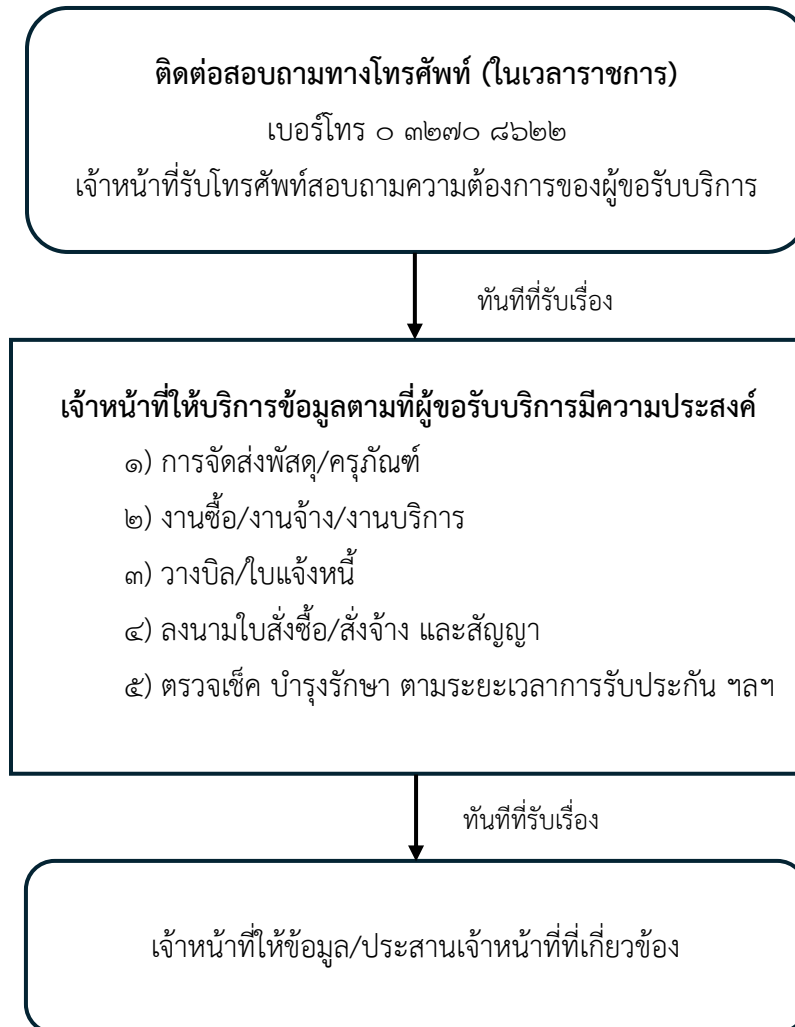 ติดต่อสอบถามทางโทรศัพท์ (ในเวลาราชการ)
เบอร์โทร ๐ ๓๒๗๐ ๘๖๒๒
เจ้าหน้าที่รับโทรศัพท์สอบถามความต้องการของผู้ขอรับบริการ
ทันทีที่รับเรื่อง
เจ้าหน้าที่ให้บริการข้อมูลตามที่ผู้ขอรับบริการมีความประสงค์
๑) การจัดส่งพัสดุ/ครุภัณฑ์
๒) งานซื้อ/งานจ้าง/งานบริการ
๓) วางบิล/ใบแจ้งหนี้
๔) ลงนามใบสั่งซื้อ/สั่งจ้าง และสัญญา
๕) ตรวจเช็ค บำรุงรักษา ตามระยะเวลาการรับประกัน ฯลฯ
ทันทีที่รับเรื่อง
เจ้าหน้าที่ให้ข้อมูล/ประสานเจ้าหน้าที่ที่เกี่ยวข้อง